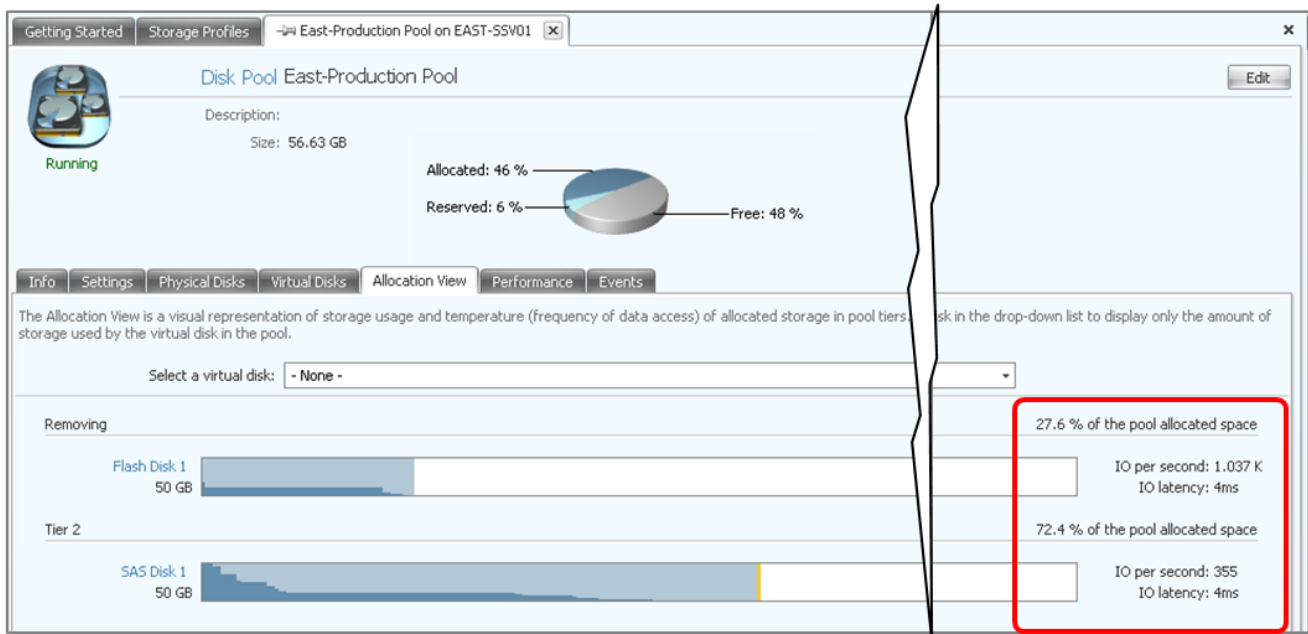 Getting Started
Storage Profiles
East-Production Pool on EAST-SSV01
Disk Pool East-Production Pool
Edit
Description:
Size: 56.63 GB
Running
Allocated: 46 %
Reserved: 6 %
Free: 48 %
Info
Settings
Physical Disks
Virtual Disks
Allocation View
Performance
Events
The Allocation View is a visual representation of storage usage and temperature (frequency of data access) of allocated storage in pool tiers. sk in the drop-down list to display only the amount of
storage used by the virtual disk in the pool.
Select a virtual disk: - None -
Removing
27.6 % of the pool allocated space
Flash Disk 1
50 GB
IO per second: 1.037 K
IO latency: 4ms
Tier 2
72.4 % of the pool allocated space
SAS Disk 1
50 GB
IO per second: 355
IO latency: 4ms